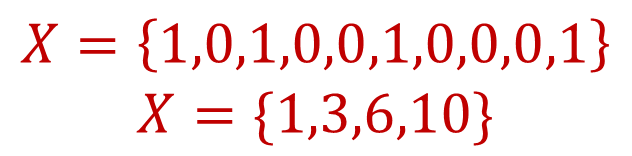 X = {1,0,1,0,0,1,0,0,0,1}
X = {1,3,6,10}